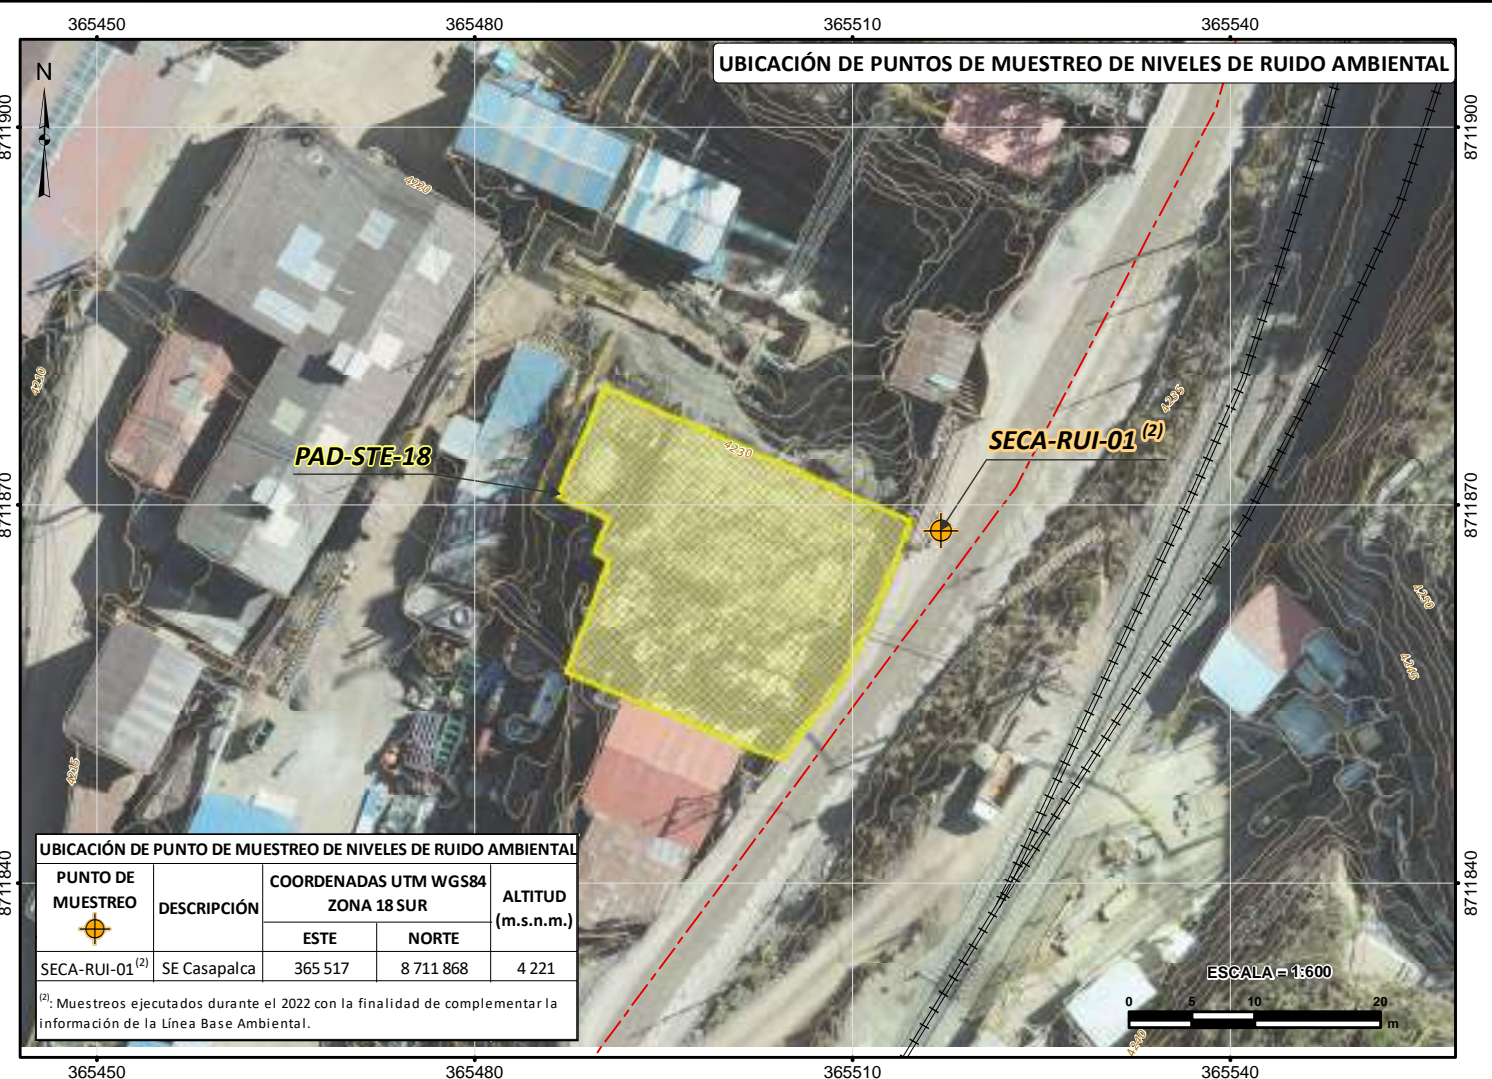 365450 365480 365510 365540
UBICACIÓN DE PUNTOS DE MUESTREO DE NIVELES DE RUIDO AMBIENTAL
N
8711900
8711900
4220
4210
4235
SECA-RUI-01 (2)
PAD-STE-18
4230
8711870
8711870
4245
4215
UBICACIÓN DE PUNTO DE MUESTREO DE NIVELES DE RUIDO AMBIENTAL
PUNTO DE MUESTREO
DESCRIPCIÓN
COORDENADAS UTM WGS84
ZONA 18 SUR
ALTITUD
(m.s.n.m.)
ESTE NORTE
SECA-RUI-01(2) SE Casapalca 365 517 8 711 868 4 221
(2): Muestreos ejecutados durante el 2022 con la finalidad de complementar la
información de la Línea Base Ambiental.
8711840
8711840
ESCALA = 1:600
0 5 10 20
m
4240
365450 365480 365510 365540